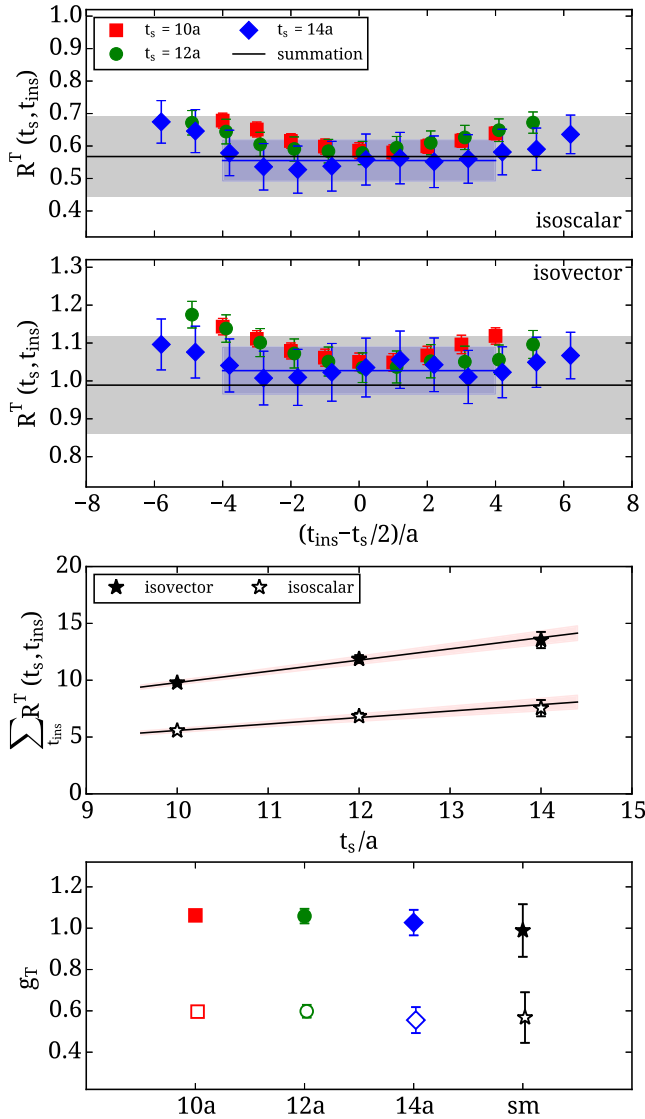 t_s = 10a
t_s = 12a
t_s = 14a
summation
R^T (t_s, t_ins)
1.0
0.9
0.8
0.7
0.6
0.5
0.4
isoscalar
R^T (t_s, t_ins)
1.3
1.2
1.1
1.0
0.9
0.8
isovector
−8 −6 −4 −2 0 2 4 6 8
(t_ins−t_s/2)/a
∑_{t_ins} R^T (t_s, t_ins)
20
15
10
5
0
isovector
isoscalar
9 10 11 12 13 14 15
t_s/a
g_T
1.2
1.0
0.8
0.6
0.4
10a 12a 14a sm